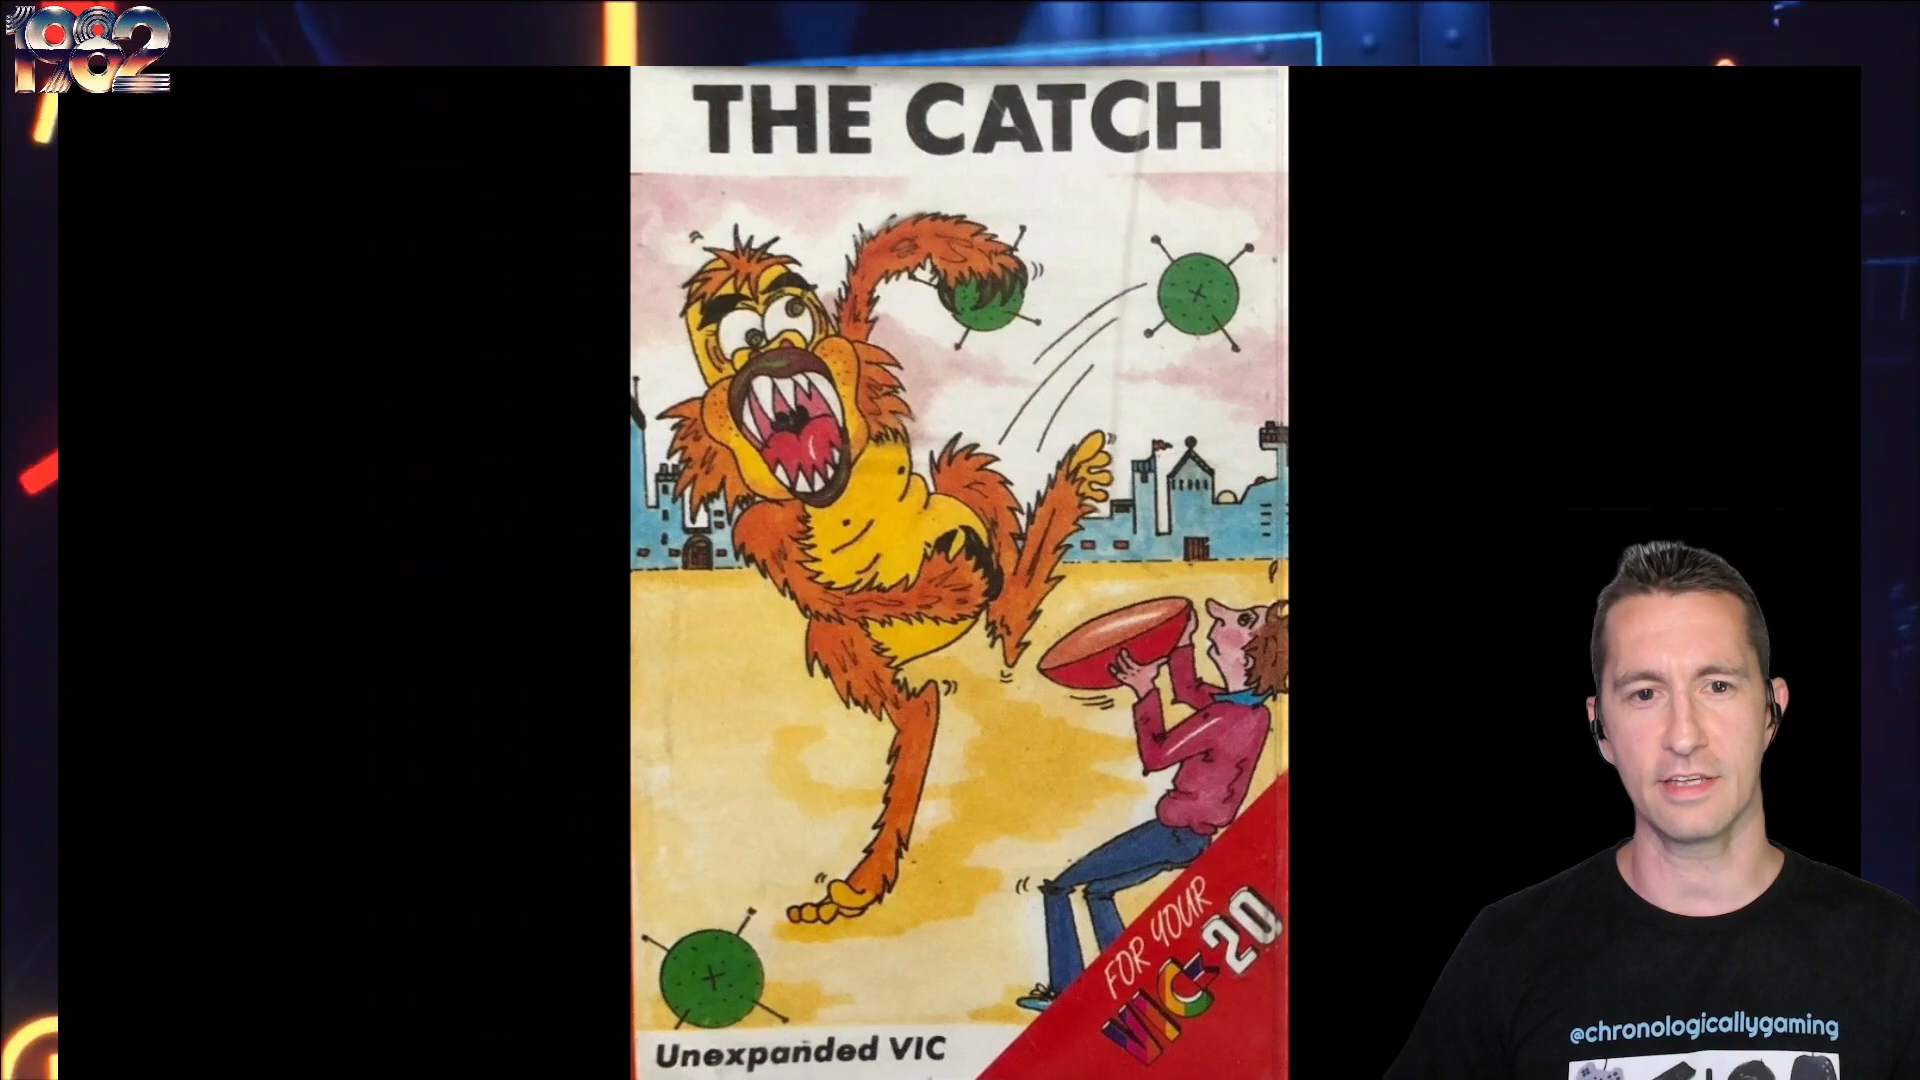 1982
THE CATCH
FOR YOUR
VIC-20
Unexpanded VIC
@chronologicallygaming